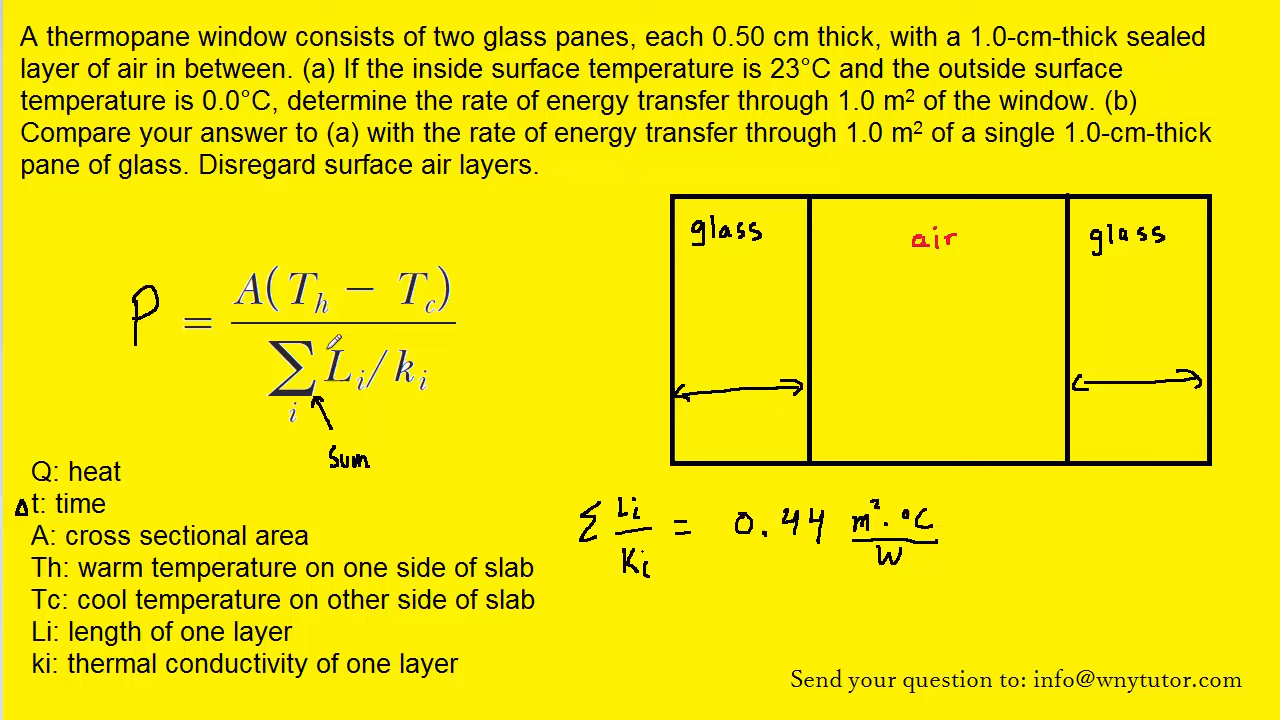 A thermopane window consists of two glass panes, each 0.50 cm thick, with a 1.0-cm-thick sealed
layer of air in between. (a) If the inside surface temperature is 23°C and the outside surface
temperature is 0.0°C, determine the rate of energy transfer through 1.0 m² of the window. (b)
Compare your answer to (a) with the rate of energy transfer through 1.0 m² of a single 1.0-cm-thick
pane of glass. Disregard surface air layers.
glass air glass
P = A(Th − Tc) / ∑i Li/ki
Sum
Q: heat
Δt: time
A: cross sectional area
Th: warm temperature on one side of slab
Tc: cool temperature on other side of slab
Li: length of one layer
ki: thermal conductivity of one layer
Σ Li/Ki = 0.44 m²·°C/W
Send your question to: info@wnytutor.com